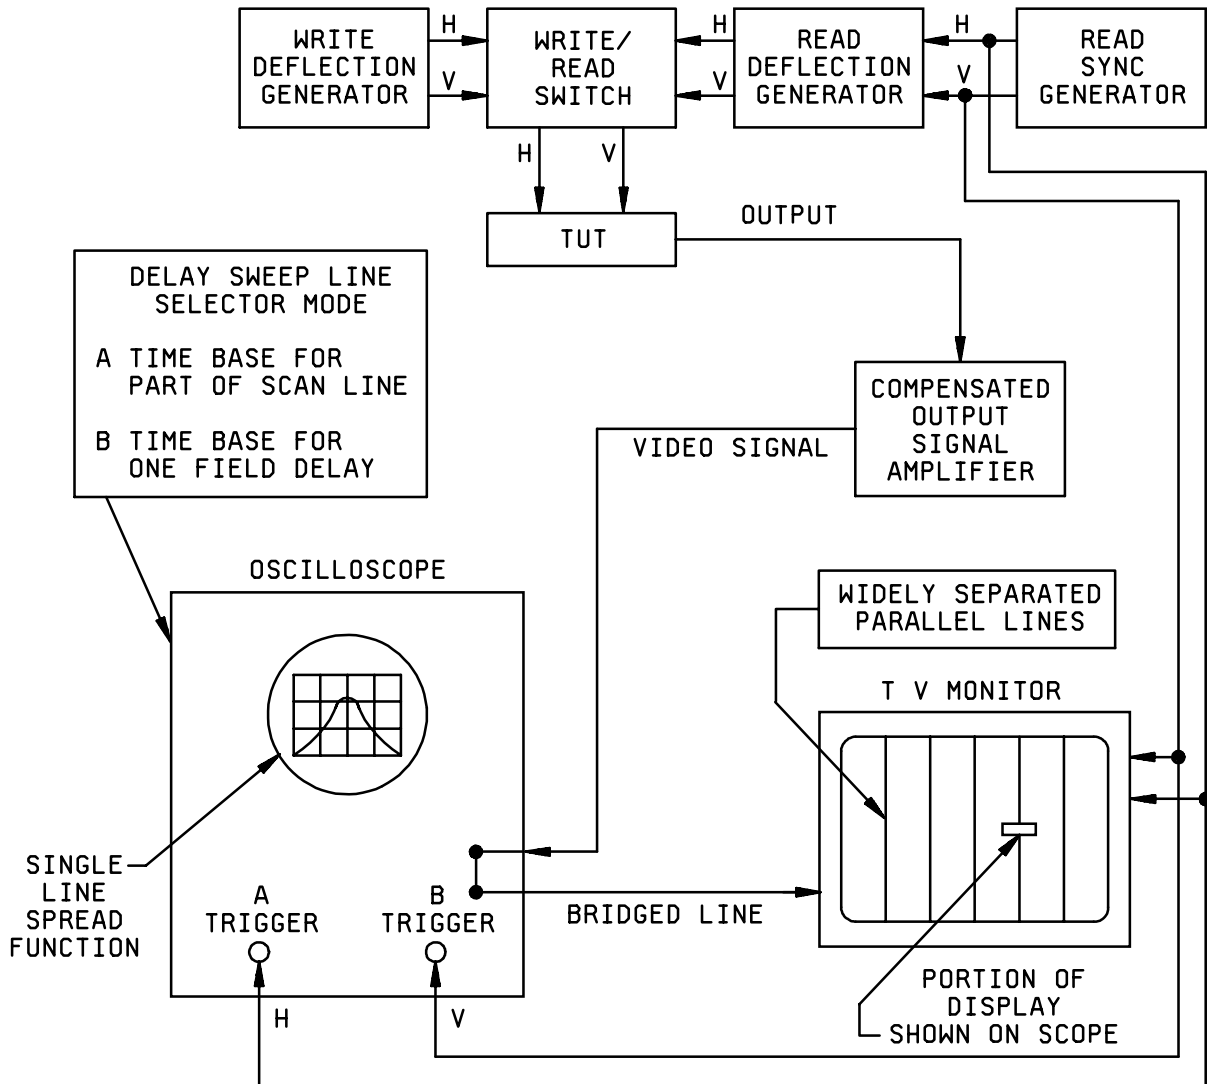 WRITE
DEFLECTION
GENERATOR
H
V
WRITE/
READ
SWITCH
H
V
READ
DEFLECTION
GENERATOR
H
V
READ
SYNC
GENERATOR
H
V
TUT
OUTPUT
DELAY SWEEP LINE
SELECTOR MODE
A TIME BASE FOR
PART OF SCAN LINE
B TIME BASE FOR
ONE FIELD DELAY
COMPENSATED
OUTPUT
SIGNAL
AMPLIFIER
VIDEO SIGNAL
OSCILLOSCOPE
WIDELY SEPARATED
PARALLEL LINES
T V MONITOR
SINGLE
LINE
SPREAD
FUNCTION
A
TRIGGER
B
TRIGGER
BRIDGED LINE
H
V
PORTION OF
DISPLAY
SHOWN ON SCOPE